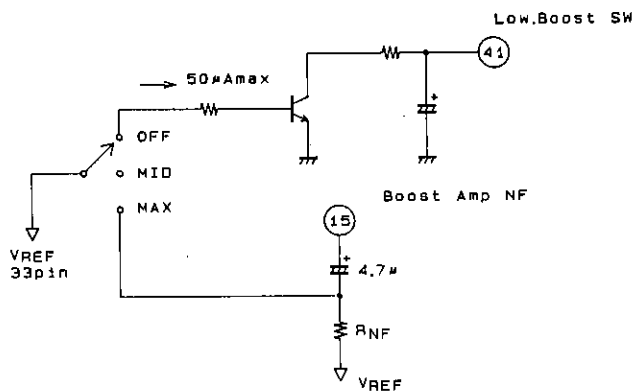 Low.Boost SW
41
50μAmax
OFF
MID
MAX
VREF
33pin
Boost Amp NF
15
4.7μ
RNF
VREF